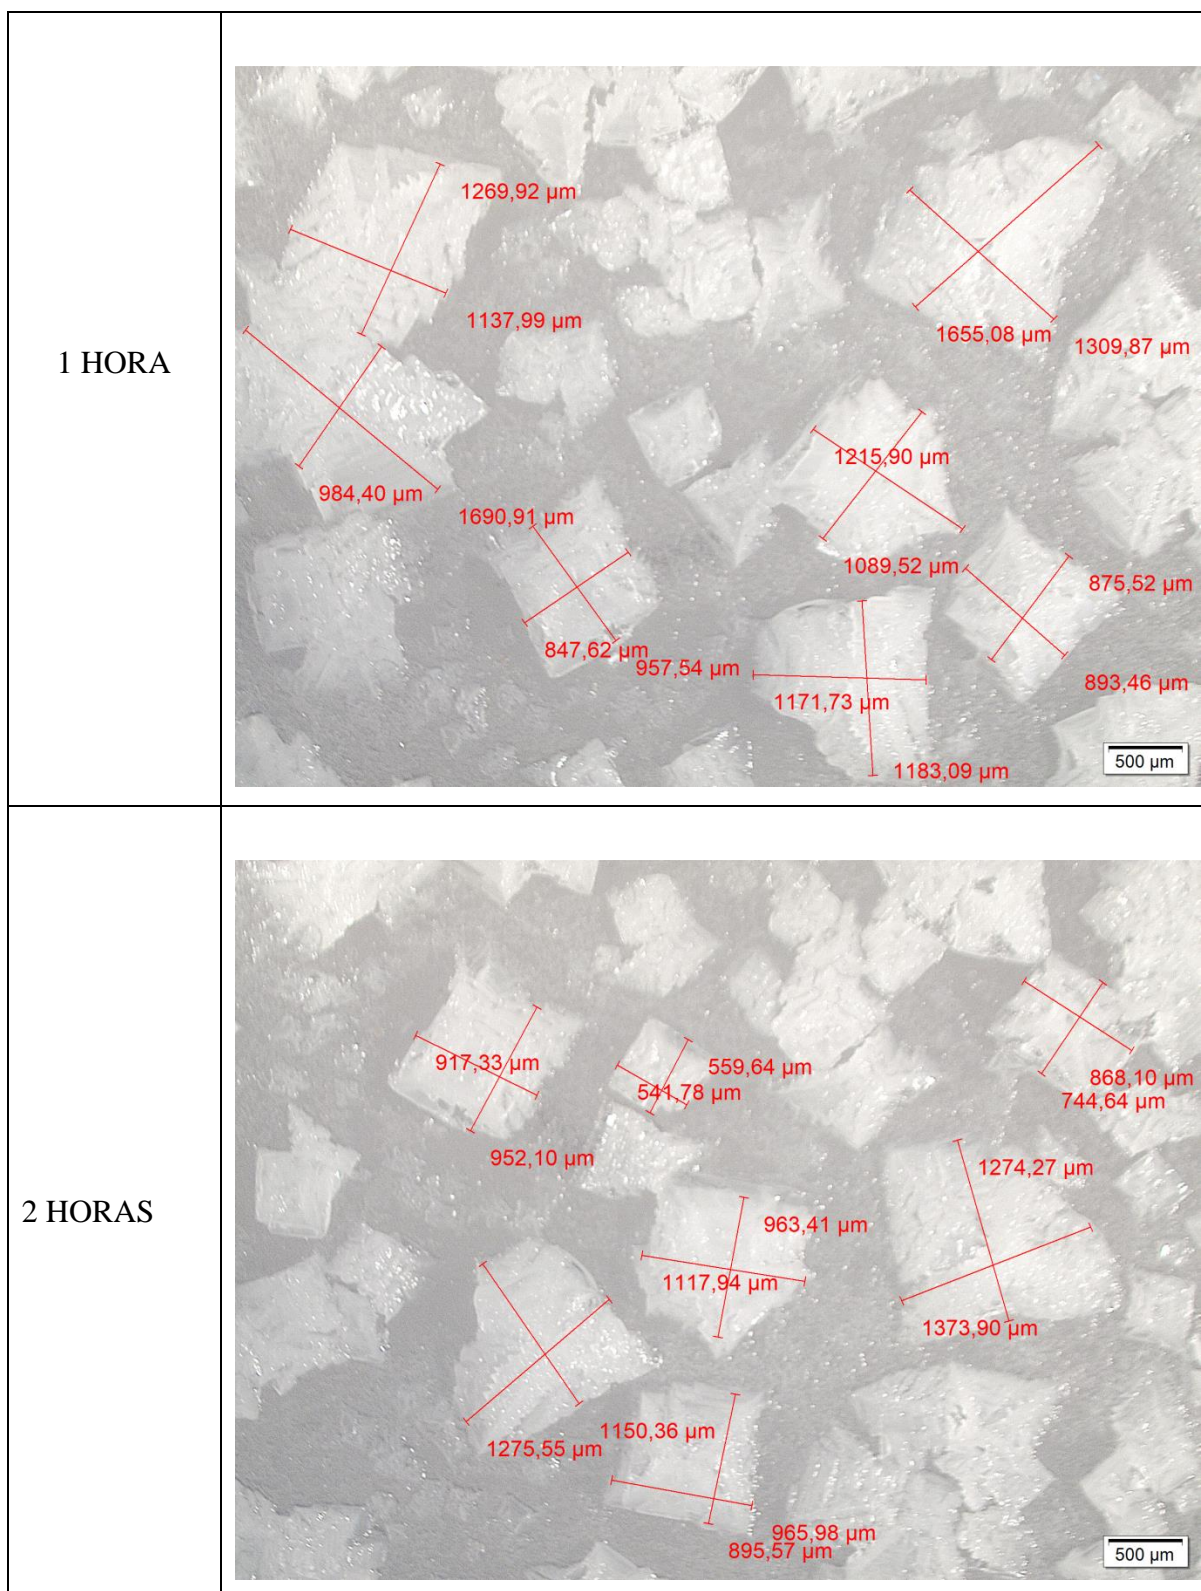 1 HORA
1269,92 µm
1137,99 µm
1655,08 µm
1309,87 µm
984,40 µm
1690,91 µm
1215,90 µm
1089,52 µm
875,52 µm
847,62 µm
957,54 µm
1171,73 µm
893,46 µm
1183,09 µm
500 µm
2 HORAS
917,33 µm
559,64 µm
541,78 µm
868,10 µm
744,64 µm
952,10 µm
1274,27 µm
963,41 µm
1117,94 µm
1373,90 µm
1150,36 µm
1275,55 µm
965,98 µm
895,57 µm
500 µm